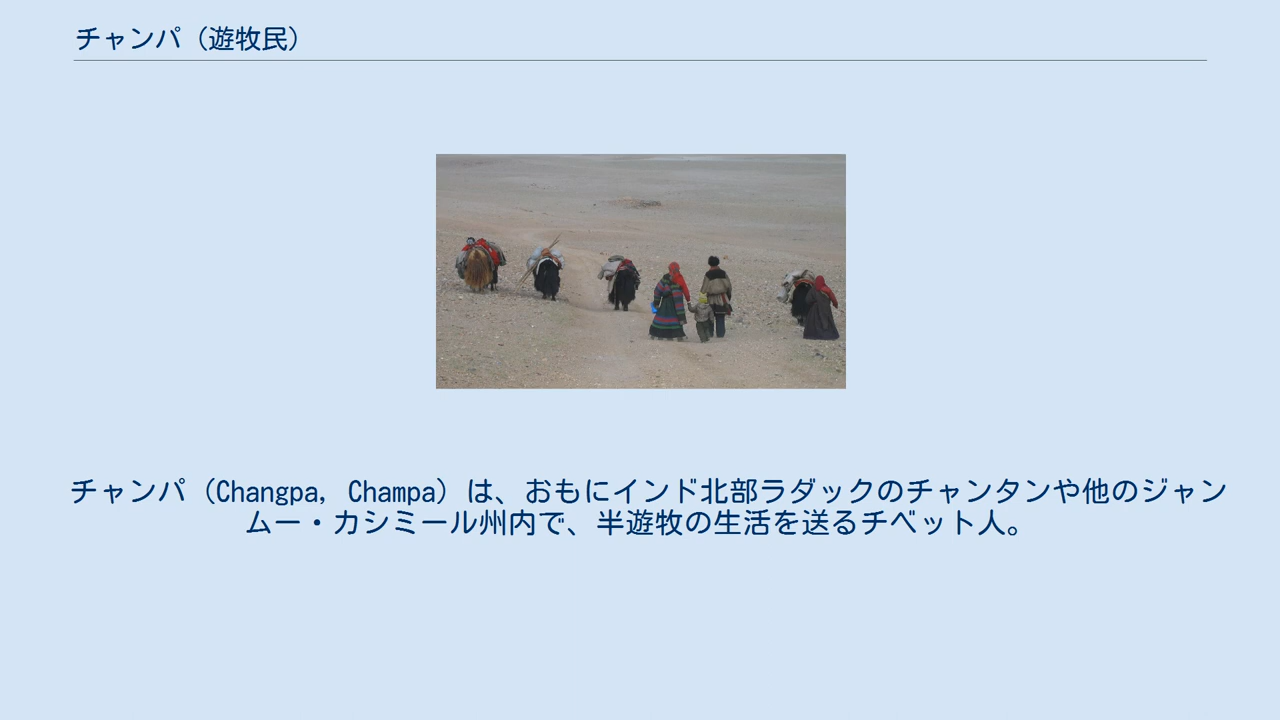 チャンパ（遊牧民）
チャンパ（Changpa, Champa）は、おもにインド北部ラダックのチャンタンや他のジャン
ムー・カシミール州内で、半遊牧の生活を送るチベット人。